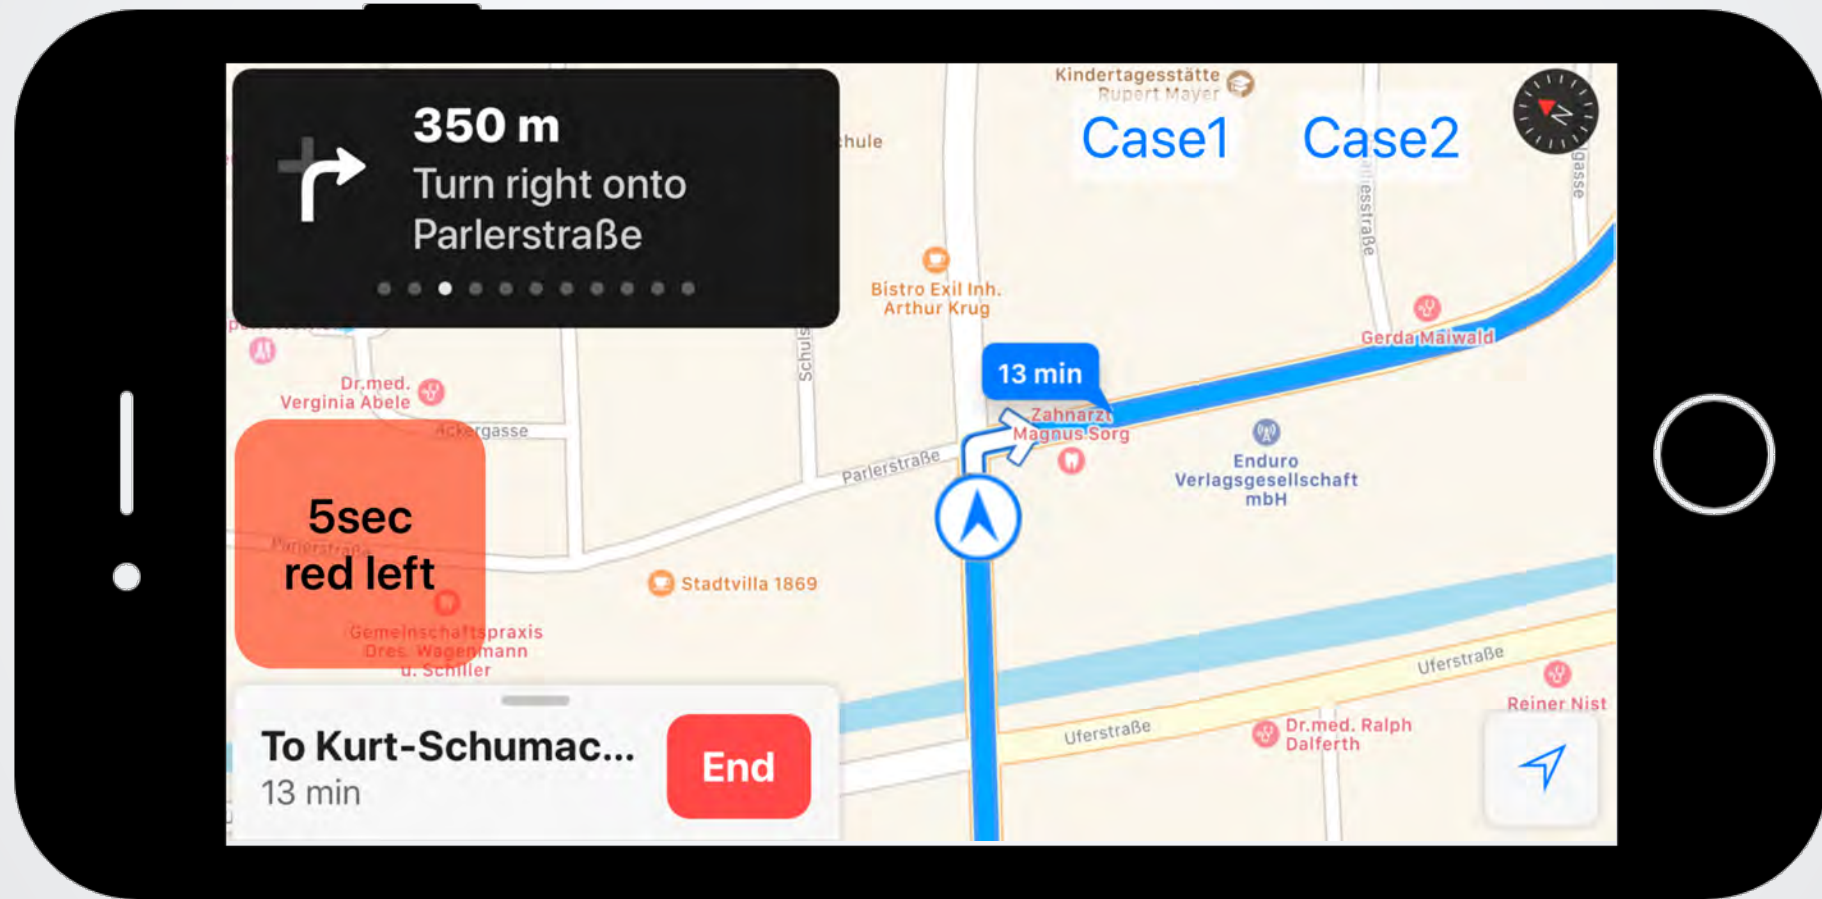 350 m
Turn right onto
Parlerstraße
Kindertagesstätte
Rupert Mayer
Case1
Case2
N
chule
Bistro Exil Inh.
Arthur Krug
Gerda Maiwald
13 min
Zahnarzt
Magnus Sorg
Dr.med.
Verginia Abele
Ackergasse
Parlerstraße
Enduro
Verlagsgesellschaft
mbH
5sec
red left
Parlerstraße
Stadtvilla 1869
Gemeinschaftspraxis
Dres. Wagenmann
u. Schiller
Uferstraße
Uferstraße
Reiner Nist
Dr.med. Ralph
Dalferth
To Kurt-Schumac...
13 min
End